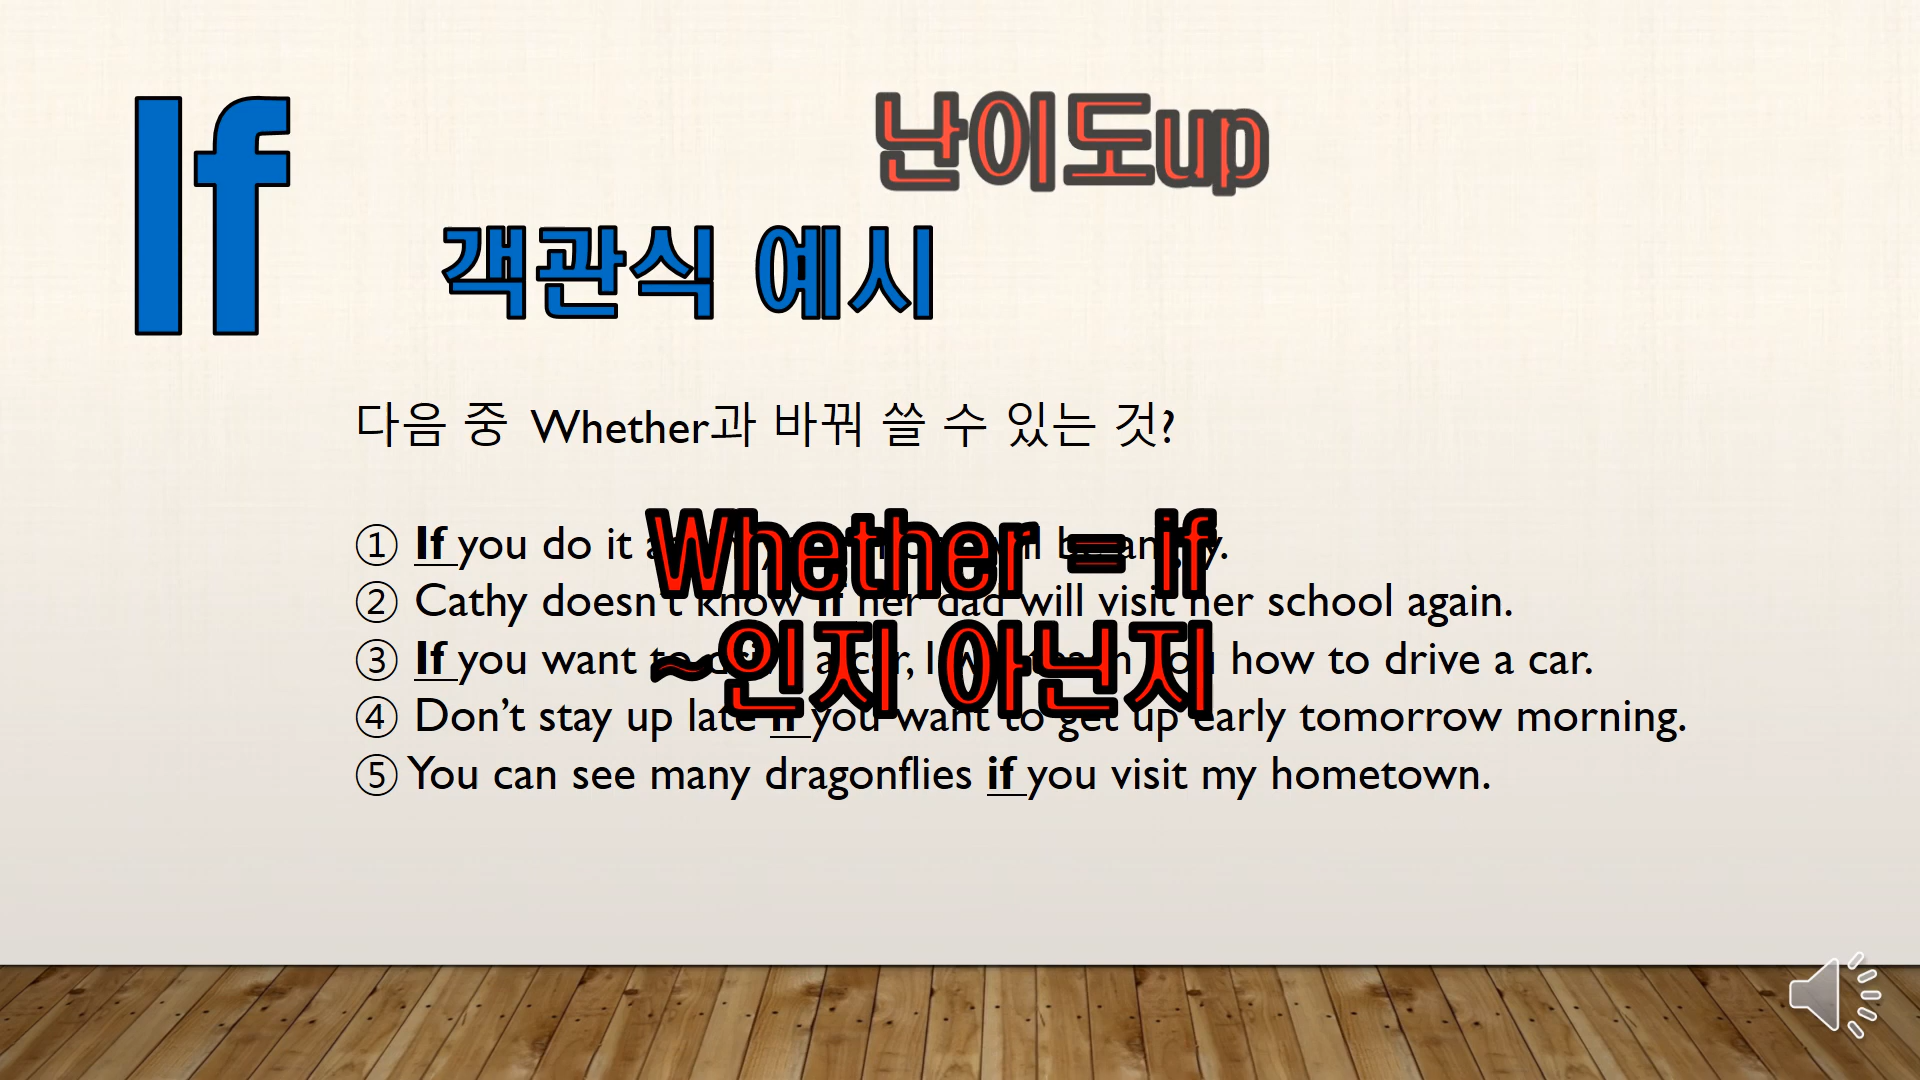 If
난이도up
객관식 예시
다음 중 Whether과 바꿔 쓸 수 있는 것?
① If you do it angry.
② Cathy doesn't know if her dad will visit her school again.
③ If you want to a car, I you how to drive a car.
④ Don't stay up late if you want to get up early tomorrow morning.
⑤ You can see many dragonflies if you visit my hometown.
Whether = if
~인지 아닌지